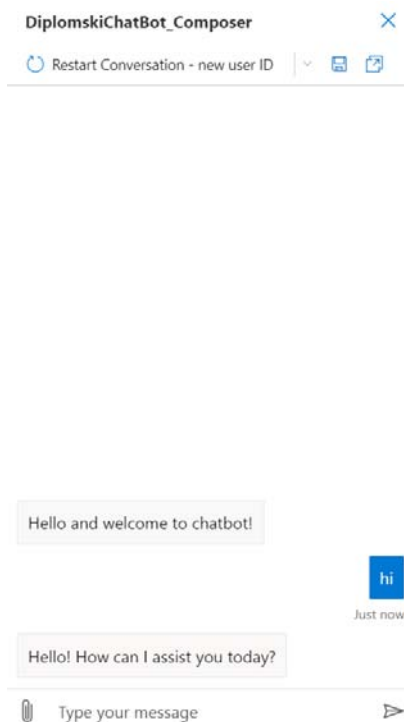 DiplomskiChatBot_Composer
Restart Conversation - new user ID
Hello and welcome to chatbot!
hi
Just now
Hello! How can I assist you today?
Type your message